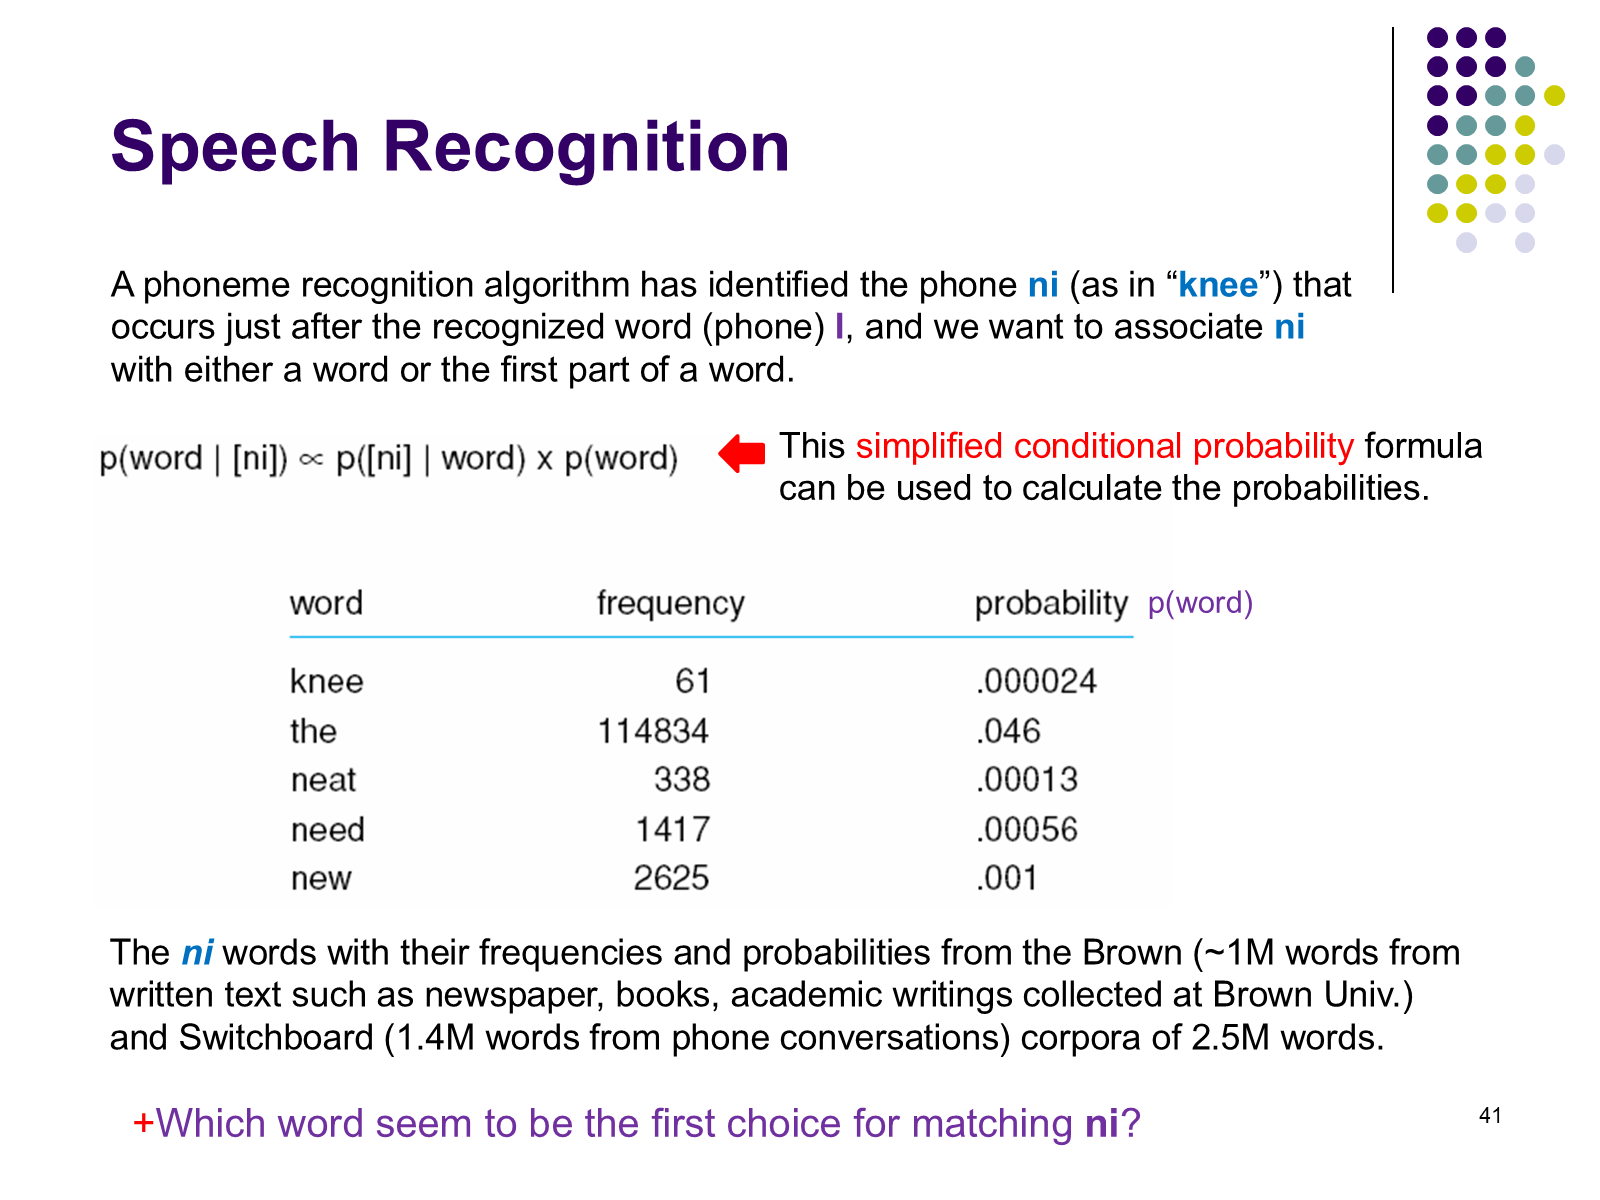 Speech Recognition
A phoneme recognition algorithm has identified the phone ni (as in “knee”) that
occurs just after the recognized word (phone) I, and we want to associate ni
with either a word or the first part of a word.
p(word | [ni]) ∝ p([ni] | word) x p(word)
This simplified conditional probability formula
can be used to calculate the probabilities.
word frequency probability p(word)
knee 61 .000024
the 114834 .046
neat 338 .00013
need 1417 .00056
new 2625 .001
The ni words with their frequencies and probabilities from the Brown (~1M words from
written text such as newspaper, books, academic writings collected at Brown Univ.)
and Switchboard (1.4M words from phone conversations) corpora of 2.5M words.
+Which word seem to be the first choice for matching ni?
41